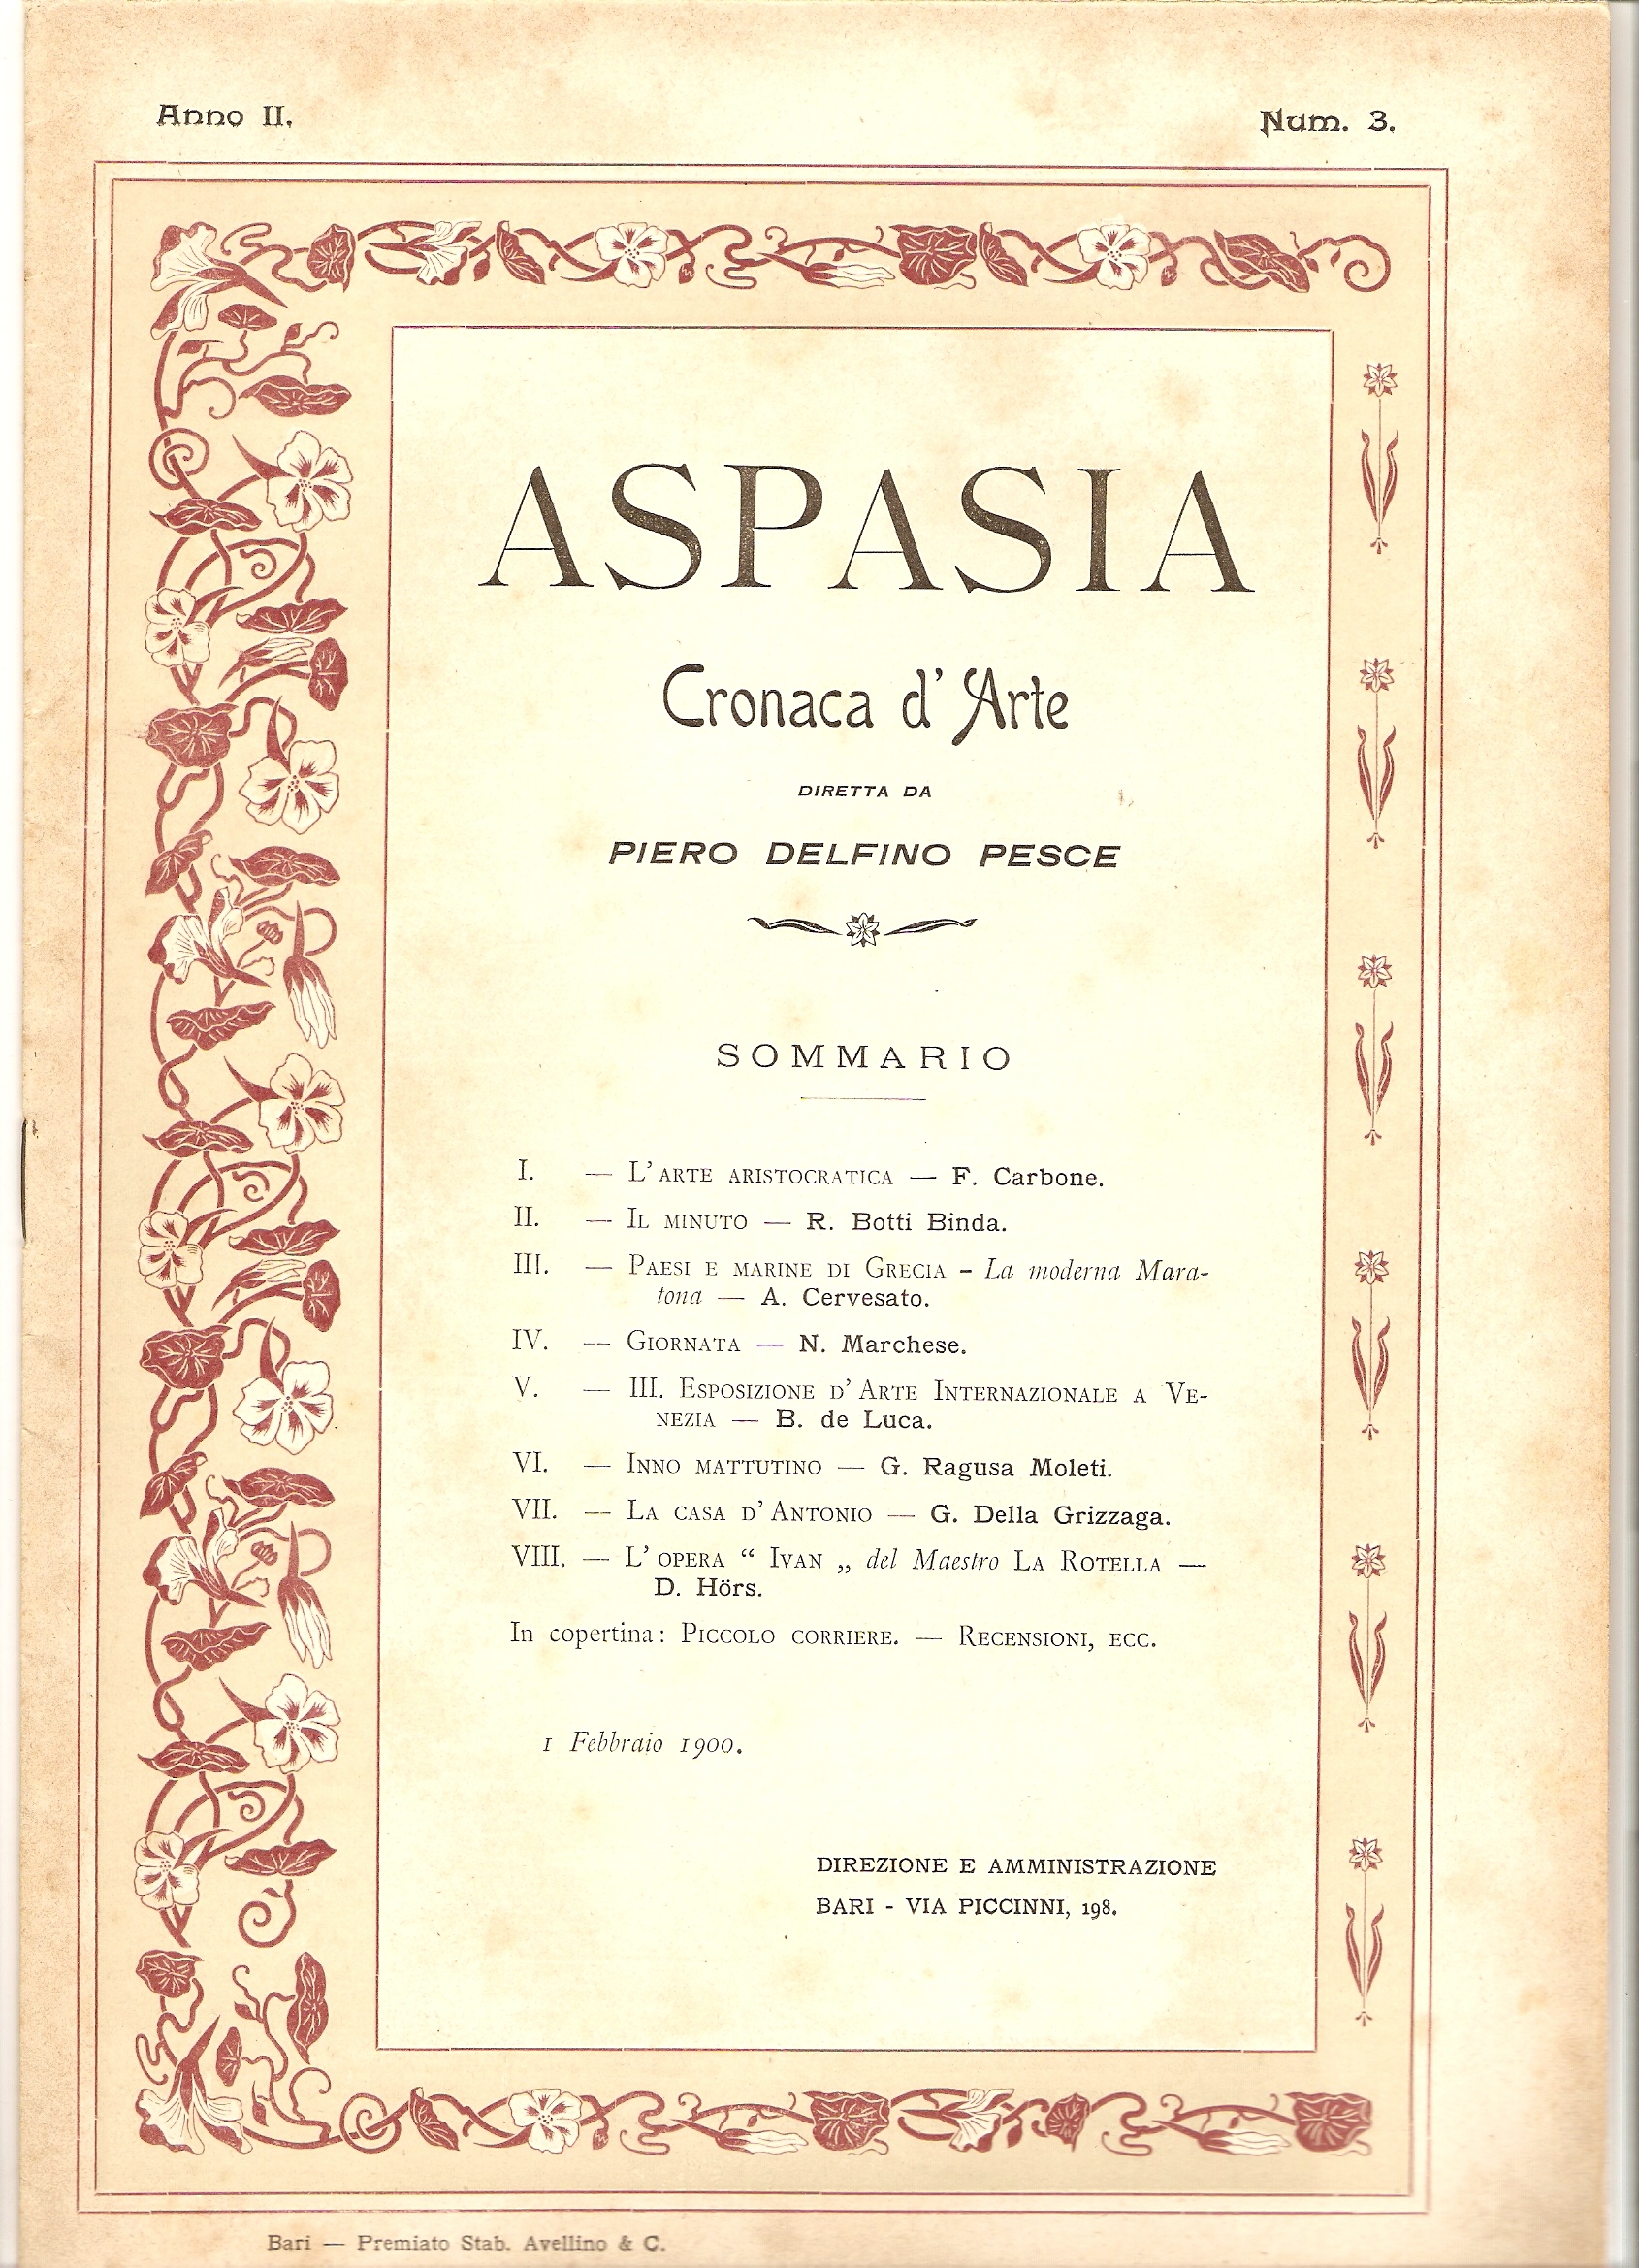 Anno II.
Num. 3.
ASPASIA
Cronaca d' Arte
DIRETTA DA
PIERO DELFINO PESCE
SOMMARIO
I. — L'ARTE ARISTOCRATICA — F. Carbone.
II. — IL MINUTO — R. Botti Binda.
III. — PAESI E MARINE DI GRECIA - La moderna Mara-
tona — A. Cervesato.
IV. — GIORNATA — N. Marchese.
V. — III. ESPOSIZIONE D'ARTE INTERNAZIONALE A VE-
NEZIA — B. de Luca.
VI. — INNO MATTUTINO — G. Ragusa Moleti.
VII. — LA CASA D'ANTONIO — G. Della Grizzaga.
VIII. — L'OPERA “ IVAN „ del Maestro LA ROTELLA —
D. Hörs.
In copertina: PICCOLO CORRIERE. — RECENSIONI, ECC.
1 Febbraio 1900.
DIREZIONE E AMMINISTRAZIONE
BARI - VIA PICCINNI, 198.
Bari — Premiato Stab. Avellino & C.